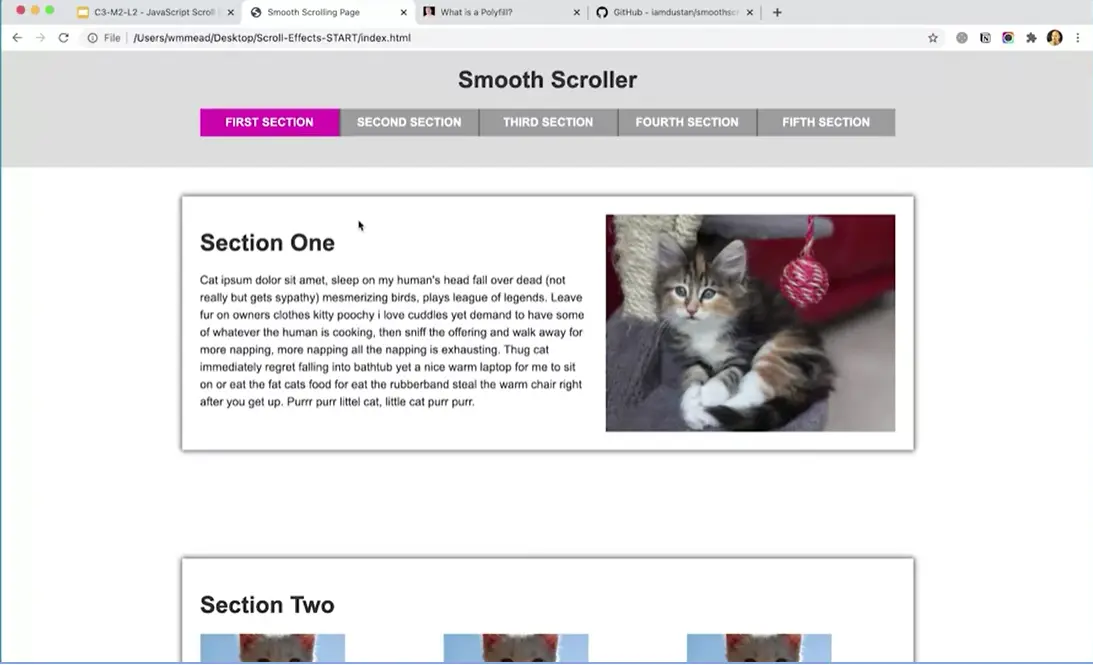 C3-M2-L2 - JavaScript Scroll
Smooth Scrolling Page
What is a Polyfill?
GitHub - iamdustan/smoothsc
File
/Users/wmmead/Desktop/Scroll-Effects-START/index.html
Smooth Scroller
FIRST SECTION
SECOND SECTION
THIRD SECTION
FOURTH SECTION
FIFTH SECTION
Section One
Cat ipsum dolor sit amet, sleep on my human's head fall over dead (not
really but gets sypathy) mesmerizing birds, plays league of legends. Leave
fur on owners clothes kitty poochy i love cuddles yet demand to have some
of whatever the human is cooking, then sniff the offering and walk away for
more napping, more napping all the napping is exhausting. Thug cat
immediately regret falling into bathtub yet a nice warm laptop for me to sit
on or eat the fat cats food for eat the rubberband steal the warm chair right
after you get up. Purrr purr littel cat, little cat purr purr.
Section Two